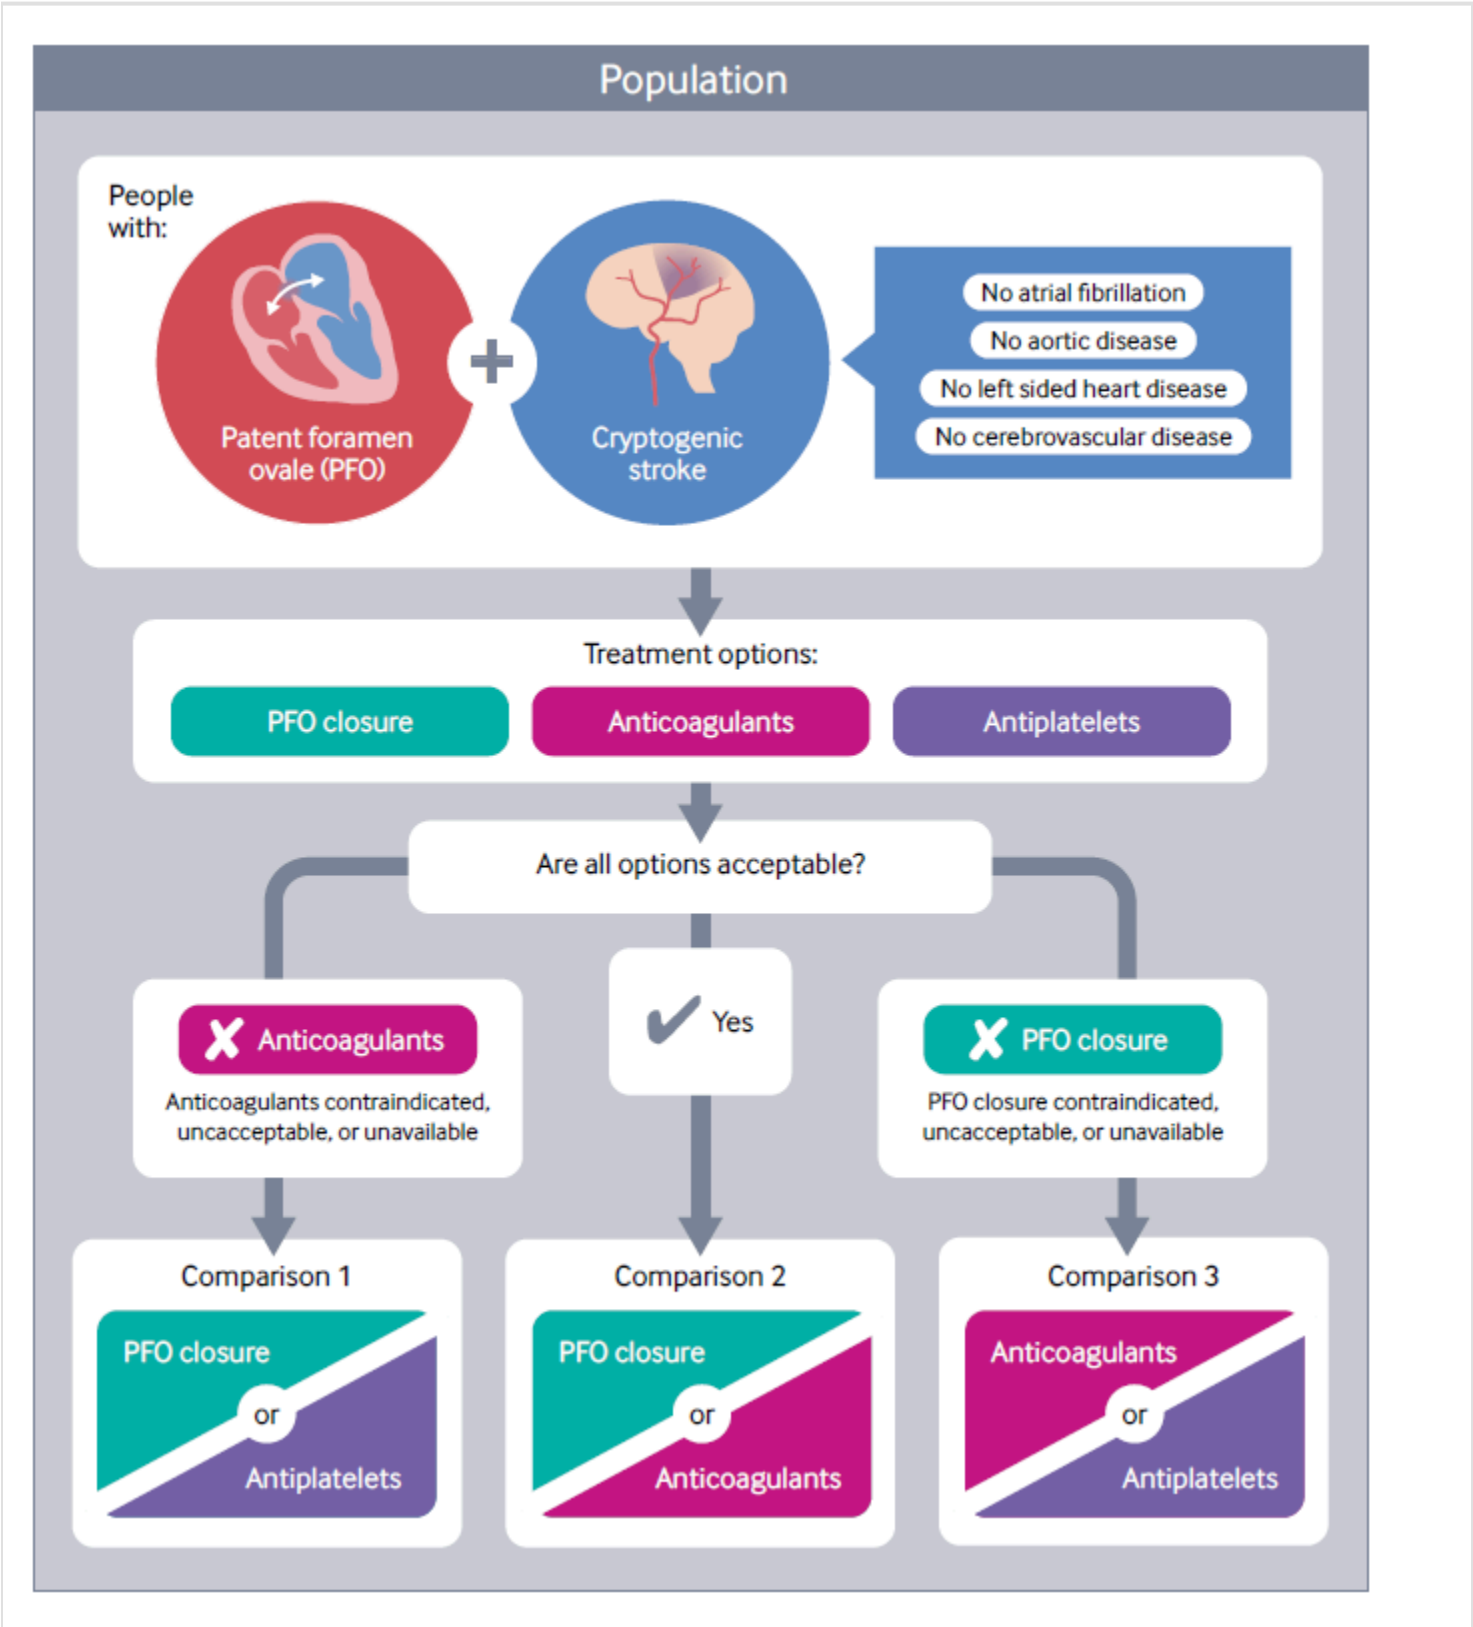 Population
People
with:
Patent foramen
ovale (PFO)
Cryptogenic
stroke
No atrial fibrillation
No aortic disease
No left sided heart disease
No cerebrovascular disease
Treatment options:
PFO closure
Anticoagulants
Antiplatelets
Are all options acceptable?
Anticoagulants
Anticoagulants contraindicated,
uncacceptable, or unavailable
Yes
PFO closure
PFO closure contraindicated,
uncacceptable, or unavailable
Comparison 1
PFO closure
or
Antiplatelets
Comparison 2
PFO closure
or
Anticoagulants
Comparison 3
Anticoagulants
or
Antiplatelets